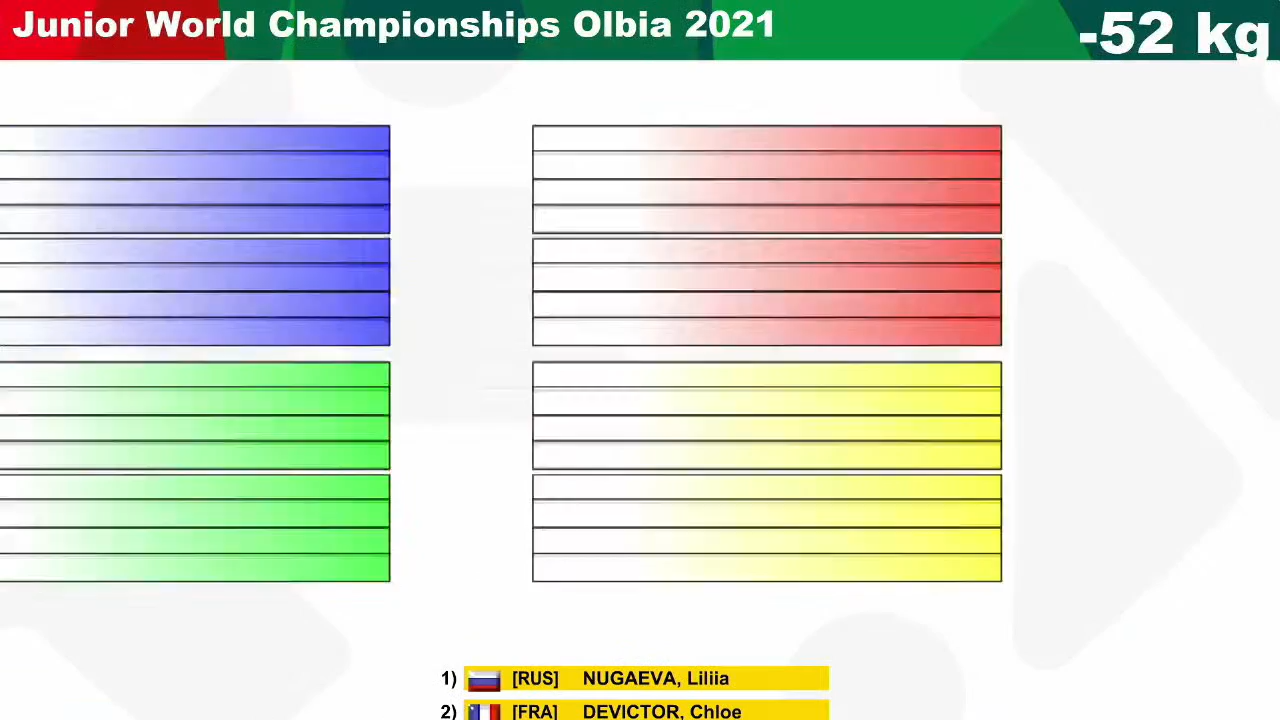 Junior World Championships Olbia 2021
-52 kg
1) [RUS] NUGAEVA, Liliia
2) [FRA] DEVICTOR, Chloe